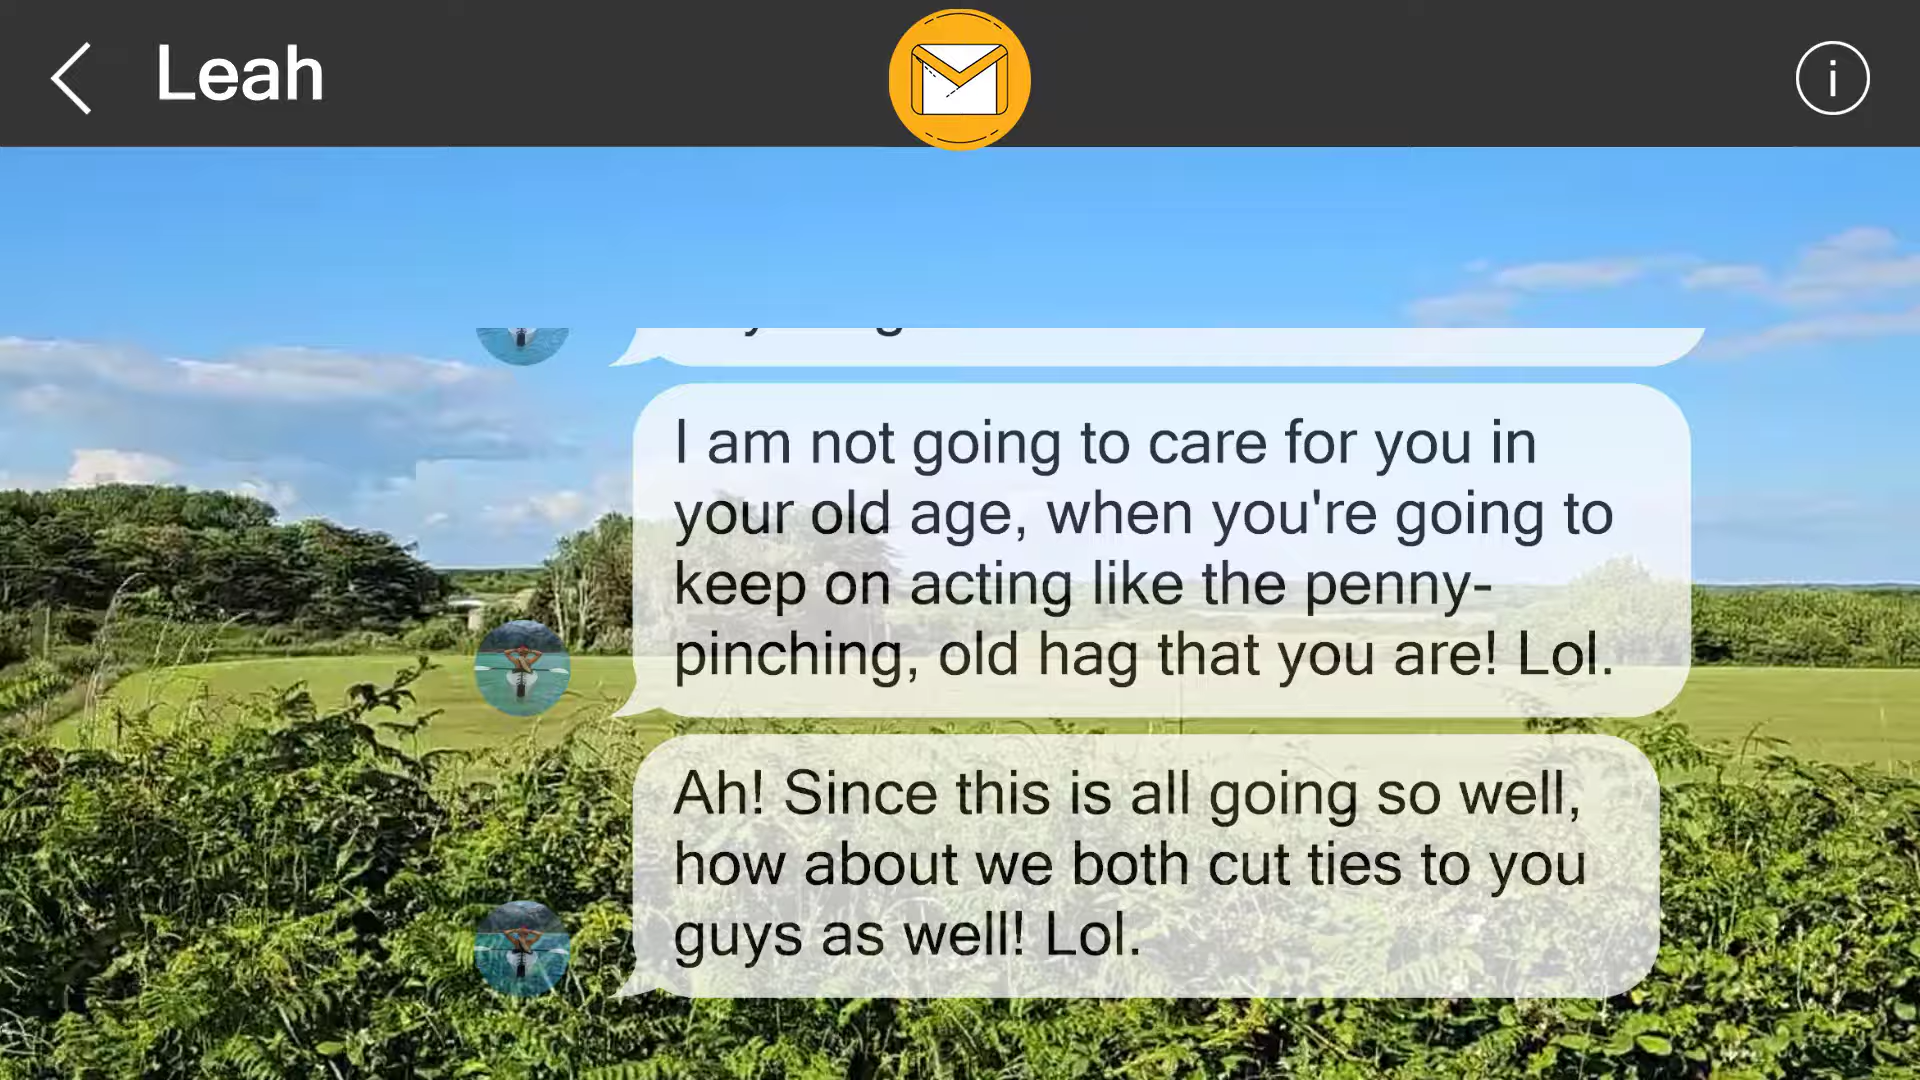 Leah
I am not going to care for you in
your old age, when you're going to
keep on acting like the penny-
pinching, old hag that you are! Lol.
Ah! Since this is all going so well,
how about we both cut ties to you
guys as well! Lol.